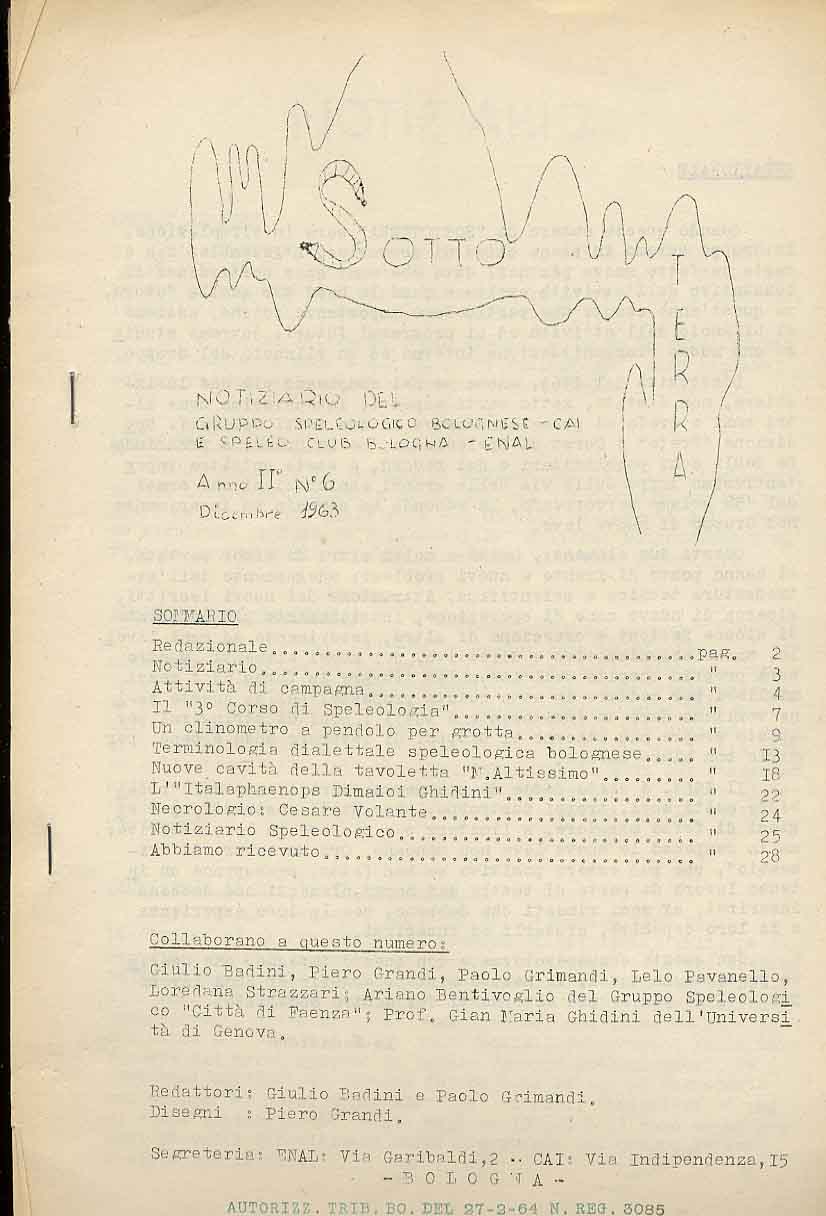 SOTTO
TERRA
NOTIZIARIO DEL
GRUPPO SPELEOLOGICO BOLOGNESE - CAI
E SPELEO CLUB BOLOGNA - ENAL
Anno II° N° 6
Dicembre 1963
SOMMARIO
Redazionale........................................pag. 2
Notiziario......................................... " 3
Attività di campagna............................... " 4
Il "3° Corso di Speleologia"....................... " 7
Un clinometro a pendolo per grotta................. " 9
Terminologia dialettale speleologica bolognese..... " 13
Nuove cavità della tavoletta "M.Altissimo"......... " 18
L'"Italaphaenops Dimaioi Ghidini".................. " 22
Necrologio: Cesare Volante......................... " 24
Notiziario Speleologico............................ " 25
Abbiamo ricevuto................................... " 28
Collaborano a questo numero:
Giulio Badini, Piero Grandi, Paolo Grimandi, Lelo Pavanello,
Loredana Strazzari; Ariano Bentivoglio del Gruppo Speleologi
co "Città di Faenza"; Prof. Gian Maria Ghidini dell'Universi
tà di Genova.
Redattori: Giulio Badini e Paolo Grimandi.
Disegni : Piero Grandi.
Segreteria: ENAL: Via Garibaldi,2 -- CAI: Via Indipendenza,15
- B O L O G N A -
AUTORIZZ. TRIB. BO. DEL 27-2-64 N. REG. 3085